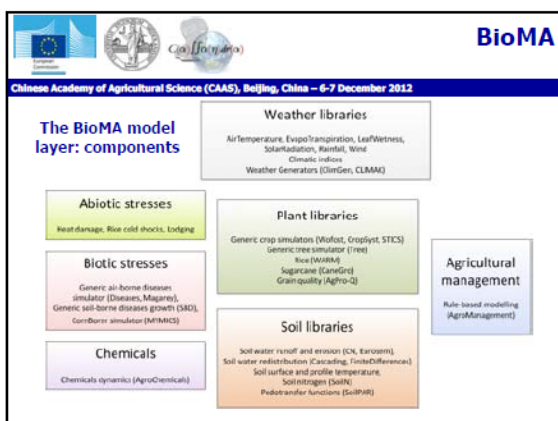 BioMA
European
Commission
Chinese Academy of Agricultural Science (CAAS), Beijing, China – 6-7 December 2012
The BioMA model
layer: components
Weather libraries
AirTemperature, EvapoTranspiration, LeafWetness,
SolarRadiation, Rainfall, Wind
Climatic indices
Weather Generators (ClimGen, CLIMAK)
Abiotic stresses
Heat damage, Rice cold shocks, Lodging
Biotic stresses
Generic air-borne diseases
simulator (Diseases, Magarey),
Generic soil-borne diseases growth (SBD),
CornBorer simulator (MIMICS)
Chemicals
Chemicals dynamics (AgroChemicals)
Plant libraries
Generic crop simulators (Wofost, CropSyst, STICS)
Generic tree simulator (Tree)
Rice (WARM)
Sugarcane (CaneGro)
Grain quality (AgPro-Q)
Soil libraries
Soil water runoff and erosion (CN, Eurosem),
Soil water redistribution (Cascading, FiniteDifferences)
Soil surface and profile temperature,
Soil nitrogen (SoilN)
Pedotransfer functions (SoilPAR)
Agricultural
management
Rule-based modelling
(AgroManagement)